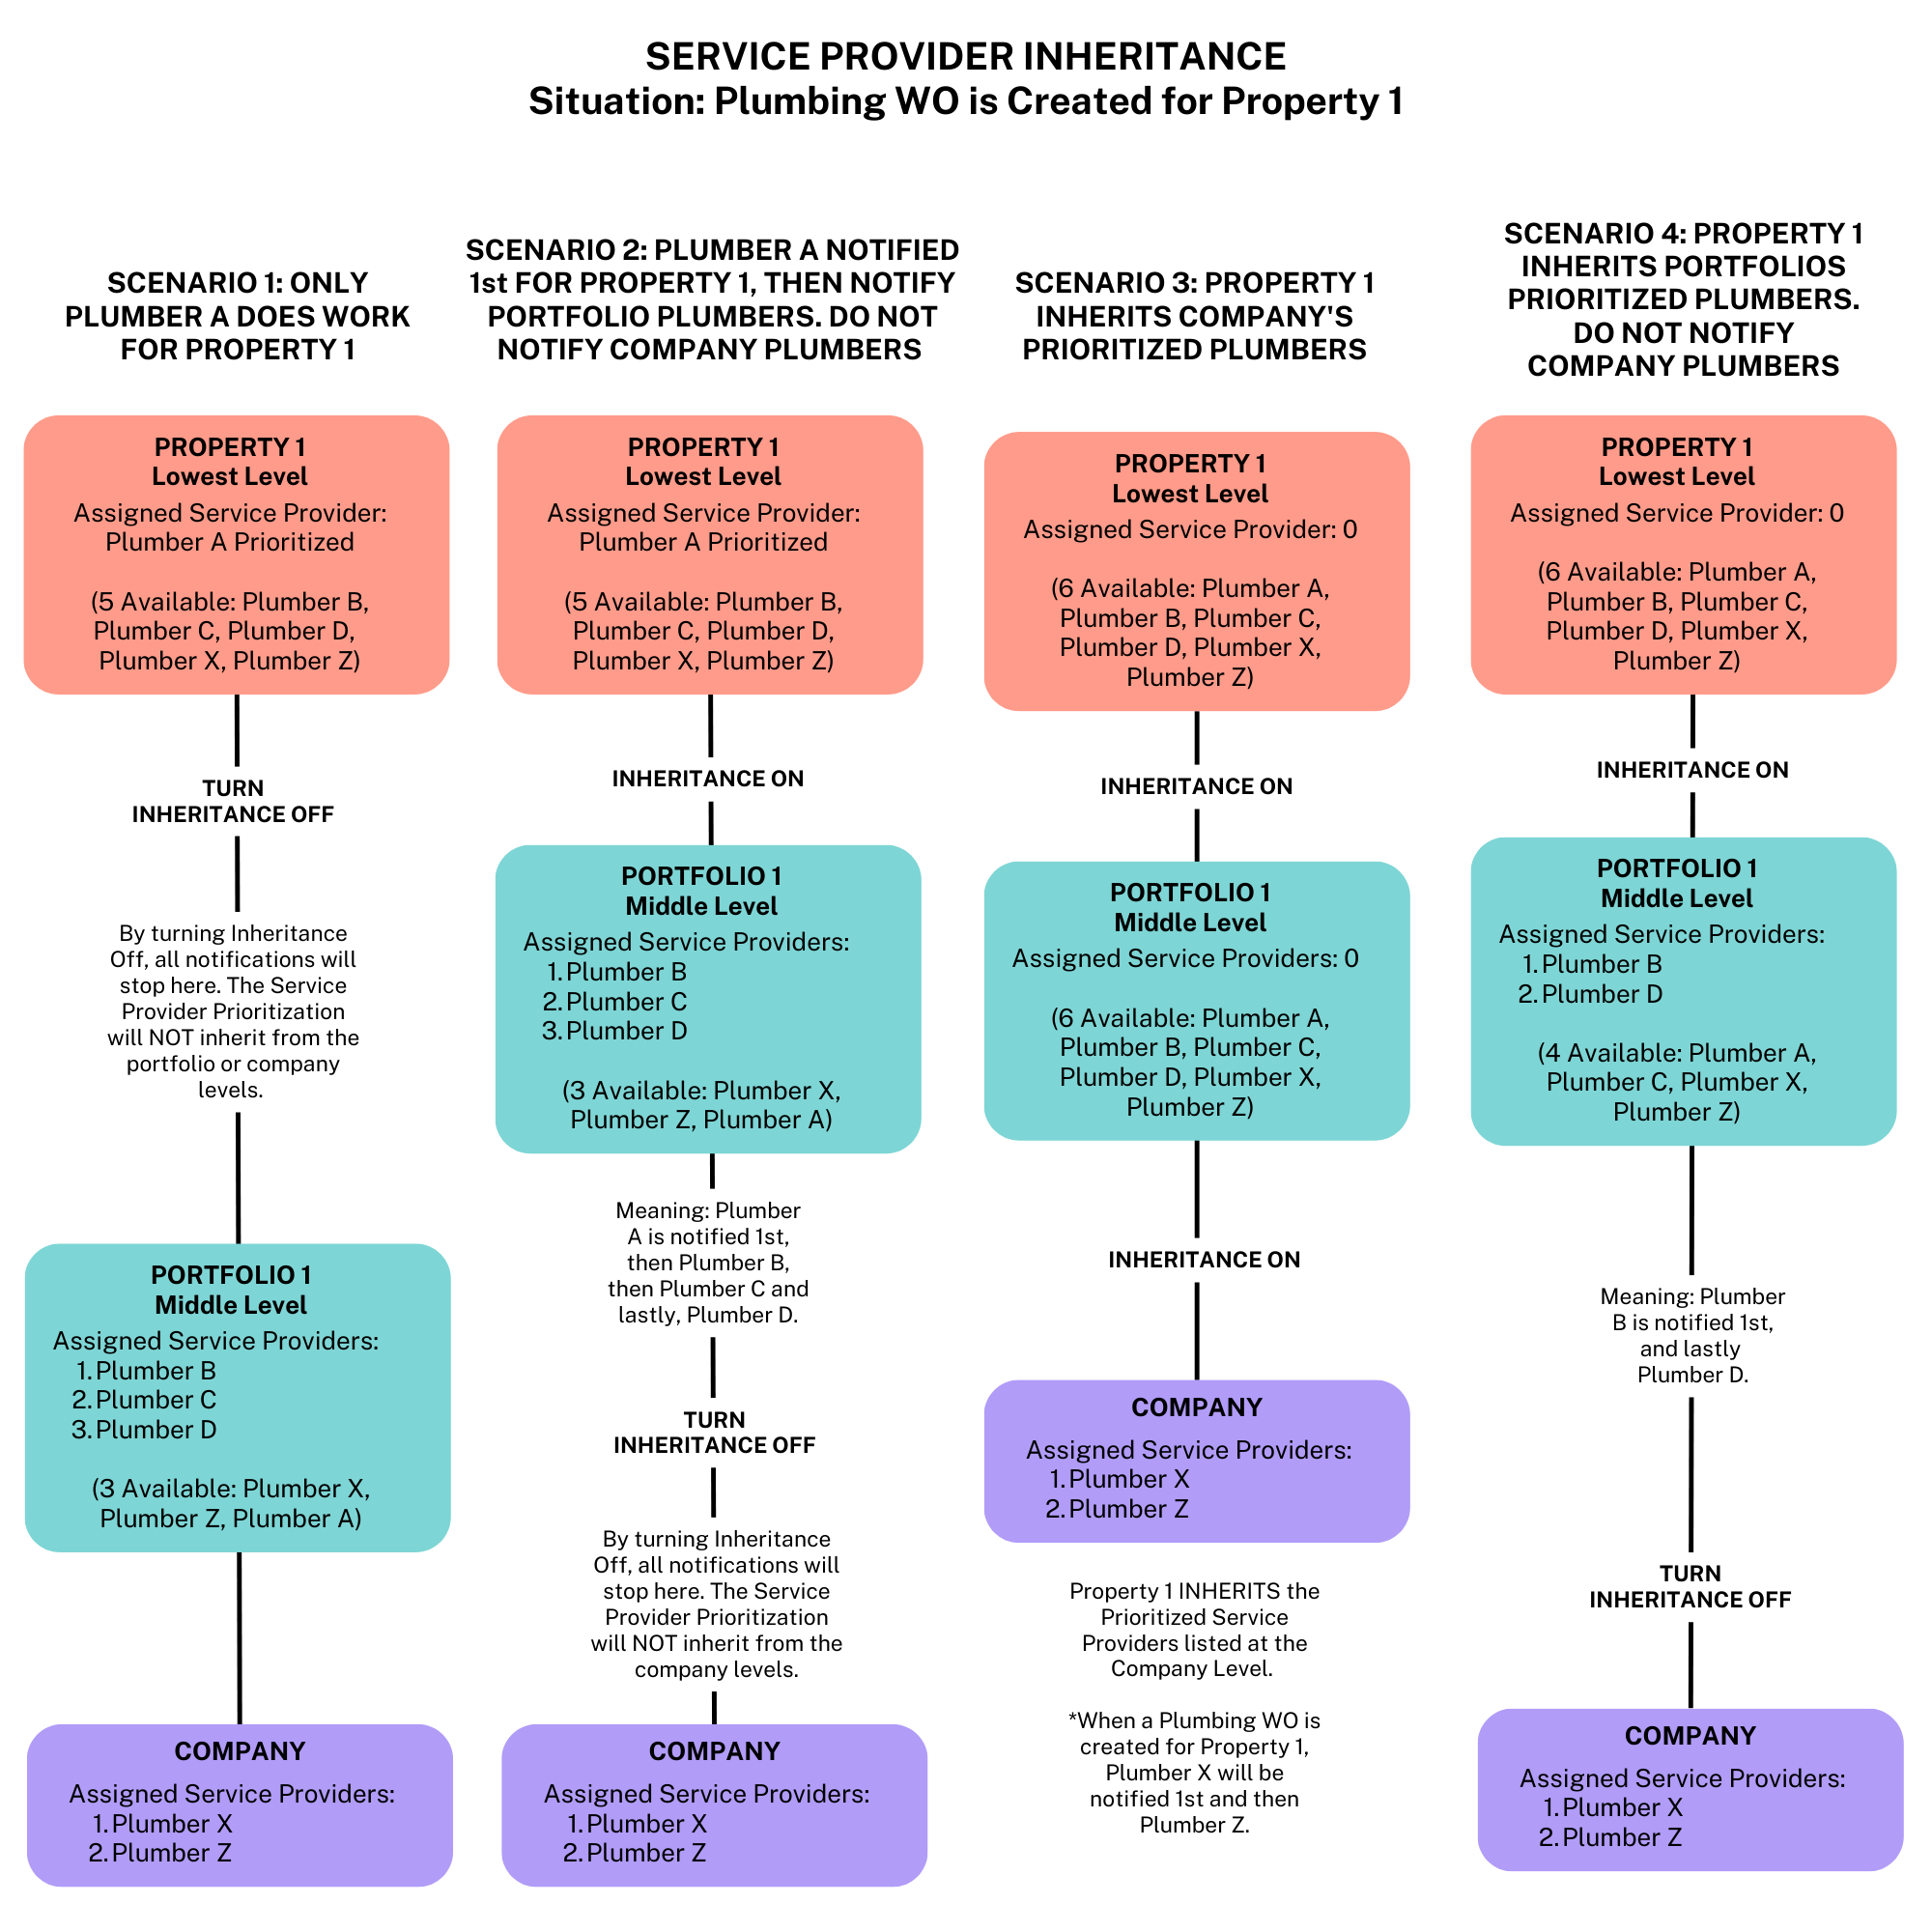 SERVICE PROVIDER INHERITANCE
Situation: Plumbing WO is Created for Property 1
SCENARIO 1: ONLY
PLUMBER A DOES WORK
FOR PROPERTY 1
PROPERTY 1
Lowest Level
Assigned Service Provider:
Plumber A Prioritized
(5 Available: Plumber B,
Plumber C, Plumber D,
Plumber X, Plumber Z)
TURN
INHERITANCE OFF
By turning Inheritance
Off, all notifications will
stop here. The Service
Provider Prioritization
will NOT inherit from the
portfolio or company
levels.
PORTFOLIO 1
Middle Level
Assigned Service Providers:
1. Plumber B
2. Plumber C
3. Plumber D
(3 Available: Plumber X,
Plumber Z, Plumber A)
COMPANY
Assigned Service Providers:
1. Plumber X
2. Plumber Z
SCENARIO 2: PLUMBER A NOTIFIED
1st FOR PROPERTY 1, THEN NOTIFY
PORTFOLIO PLUMBERS. DO NOT
NOTIFY COMPANY PLUMBERS
PROPERTY 1
Lowest Level
Assigned Service Provider:
Plumber A Prioritized
(5 Available: Plumber B,
Plumber C, Plumber D,
Plumber X, Plumber Z)
INHERITANCE ON
PORTFOLIO 1
Middle Level
Assigned Service Providers:
1. Plumber B
2. Plumber C
3. Plumber D
(3 Available: Plumber X,
Plumber Z, Plumber A)
Meaning: Plumber
A is notified 1st,
then Plumber B,
then Plumber C and
lastly, Plumber D.
TURN
INHERITANCE OFF
By turning Inheritance
Off, all notifications will
stop here. The Service
Provider Prioritization
will NOT inherit from the
company levels.
COMPANY
Assigned Service Providers:
1. Plumber X
2. Plumber Z
SCENARIO 3: PROPERTY 1
INHERITS COMPANY'S
PRIORITIZED PLUMBERS
PROPERTY 1
Lowest Level
Assigned Service Provider: 0
(6 Available: Plumber A,
Plumber B, Plumber C,
Plumber D, Plumber X,
Plumber Z)
INHERITANCE ON
PORTFOLIO 1
Middle Level
Assigned Service Providers: 0
(6 Available: Plumber A,
Plumber B, Plumber C,
Plumber D, Plumber X,
Plumber Z)
INHERITANCE ON
COMPANY
Assigned Service Providers:
1. Plumber X
2. Plumber Z
Property 1 INHERITS the
Prioritized Service
Providers listed at the
Company Level.
*When a Plumbing WO is
created for Property 1,
Plumber X will be
notified 1st and then
Plumber Z.
SCENARIO 4: PROPERTY 1
INHERITS PORTFOLIOS
PRIORITIZED PLUMBERS.
DO NOT NOTIFY
COMPANY PLUMBERS
PROPERTY 1
Lowest Level
Assigned Service Provider: 0
(6 Available: Plumber A,
Plumber B, Plumber C,
Plumber D, Plumber X,
Plumber Z)
INHERITANCE ON
PORTFOLIO 1
Middle Level
Assigned Service Providers:
1. Plumber B
2. Plumber D
(4 Available: Plumber A,
Plumber C, Plumber X,
Plumber Z)
Meaning: Plumber
B is notified 1st,
and lastly
Plumber D.
TURN
INHERITANCE OFF
COMPANY
Assigned Service Providers:
1. Plumber X
2. Plumber Z